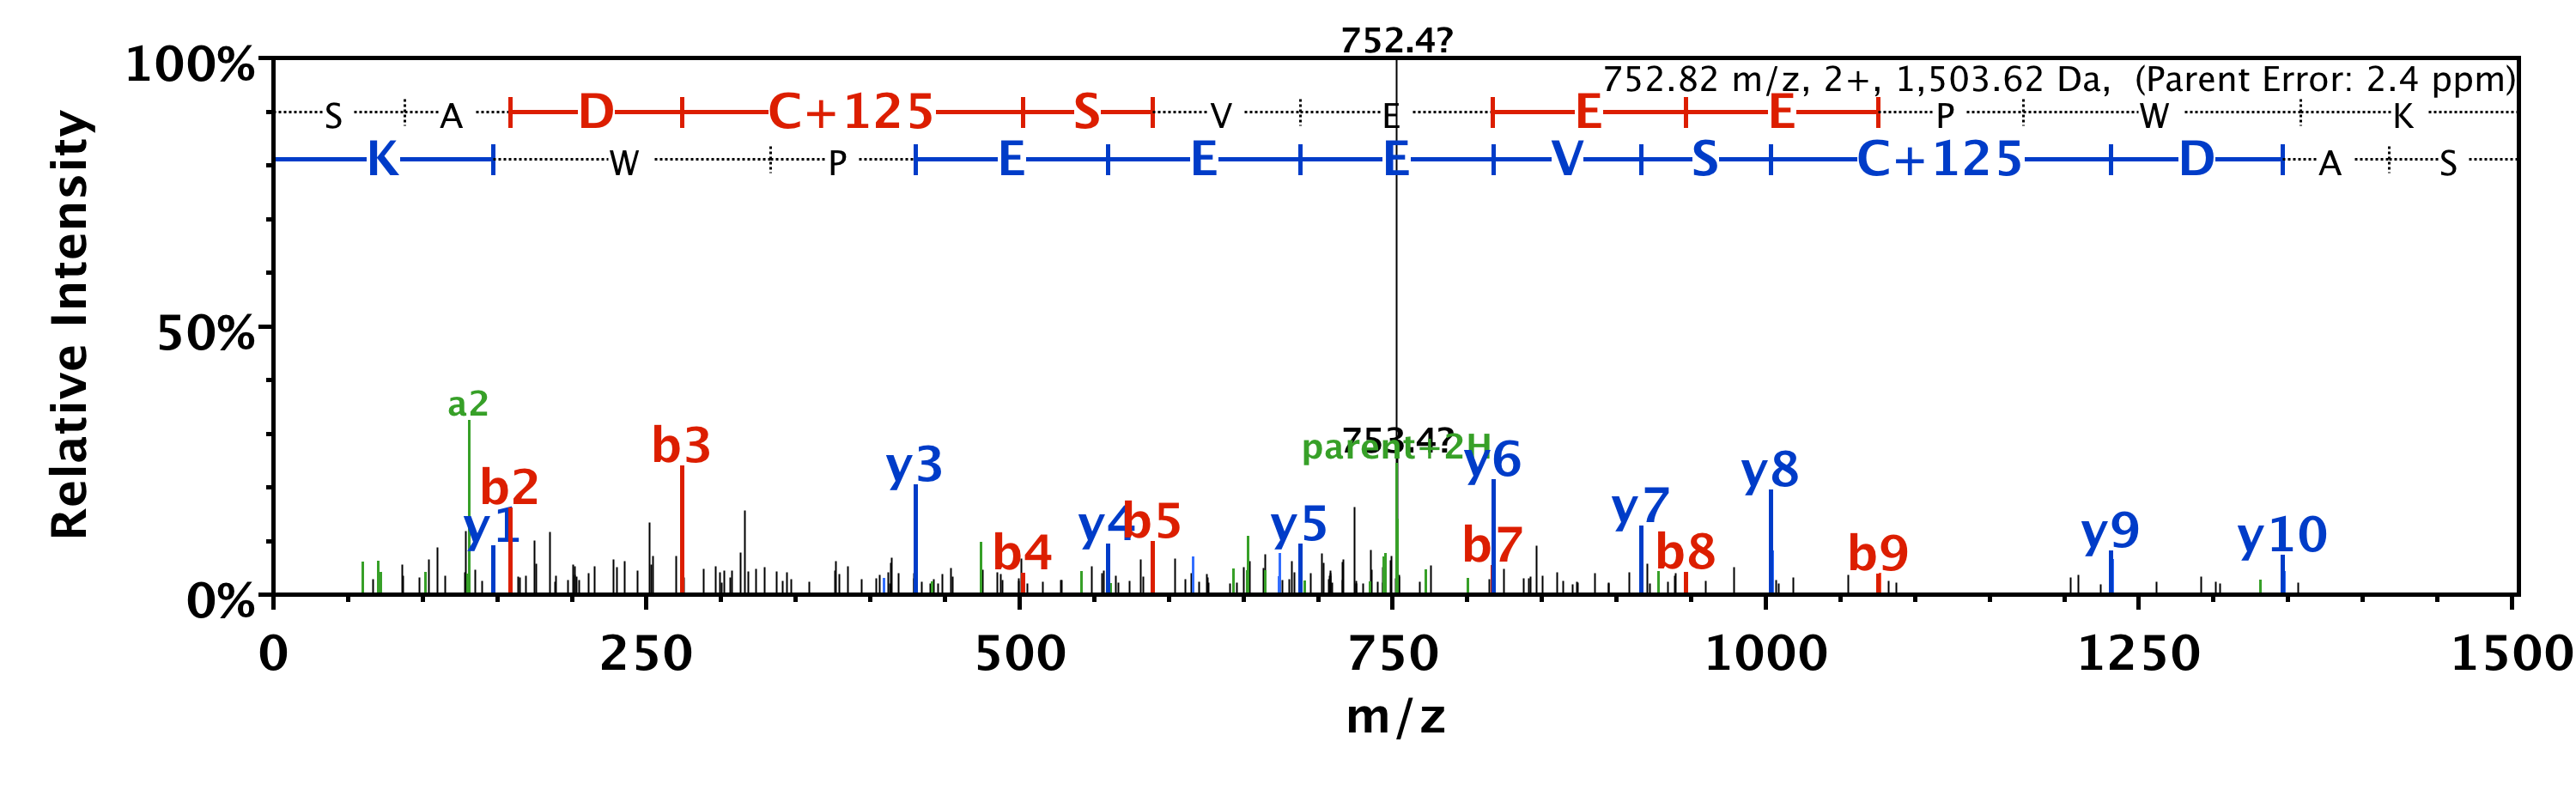 752.4?
100%
752.82 m/z, 2+, 1,503.62 Da, (Parent Error: 2.4 ppm)
S A D C+125 S V E E E P W K
K W P E E E V S C+125 D A S
Relative Intensity
50%
a2
753.4?
parent+2H
b3
y3
y6
y8
b2
y1
y4
b5
y5
y7
b4
b7
b8
b9
y9
y10
0%
0 250 500 750 1000 1250 1500
m/z